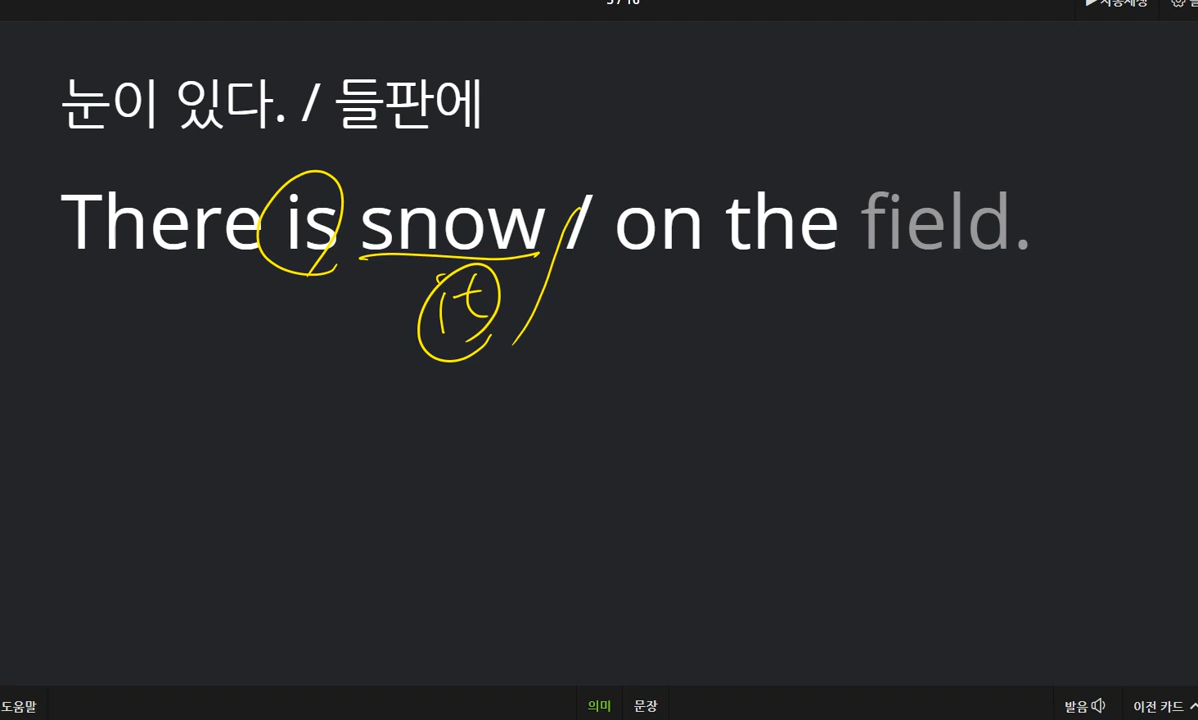 눈이 있다. / 들판에
There is snow / on the field.
it
도움말 의미 문장 발음 이전 카드